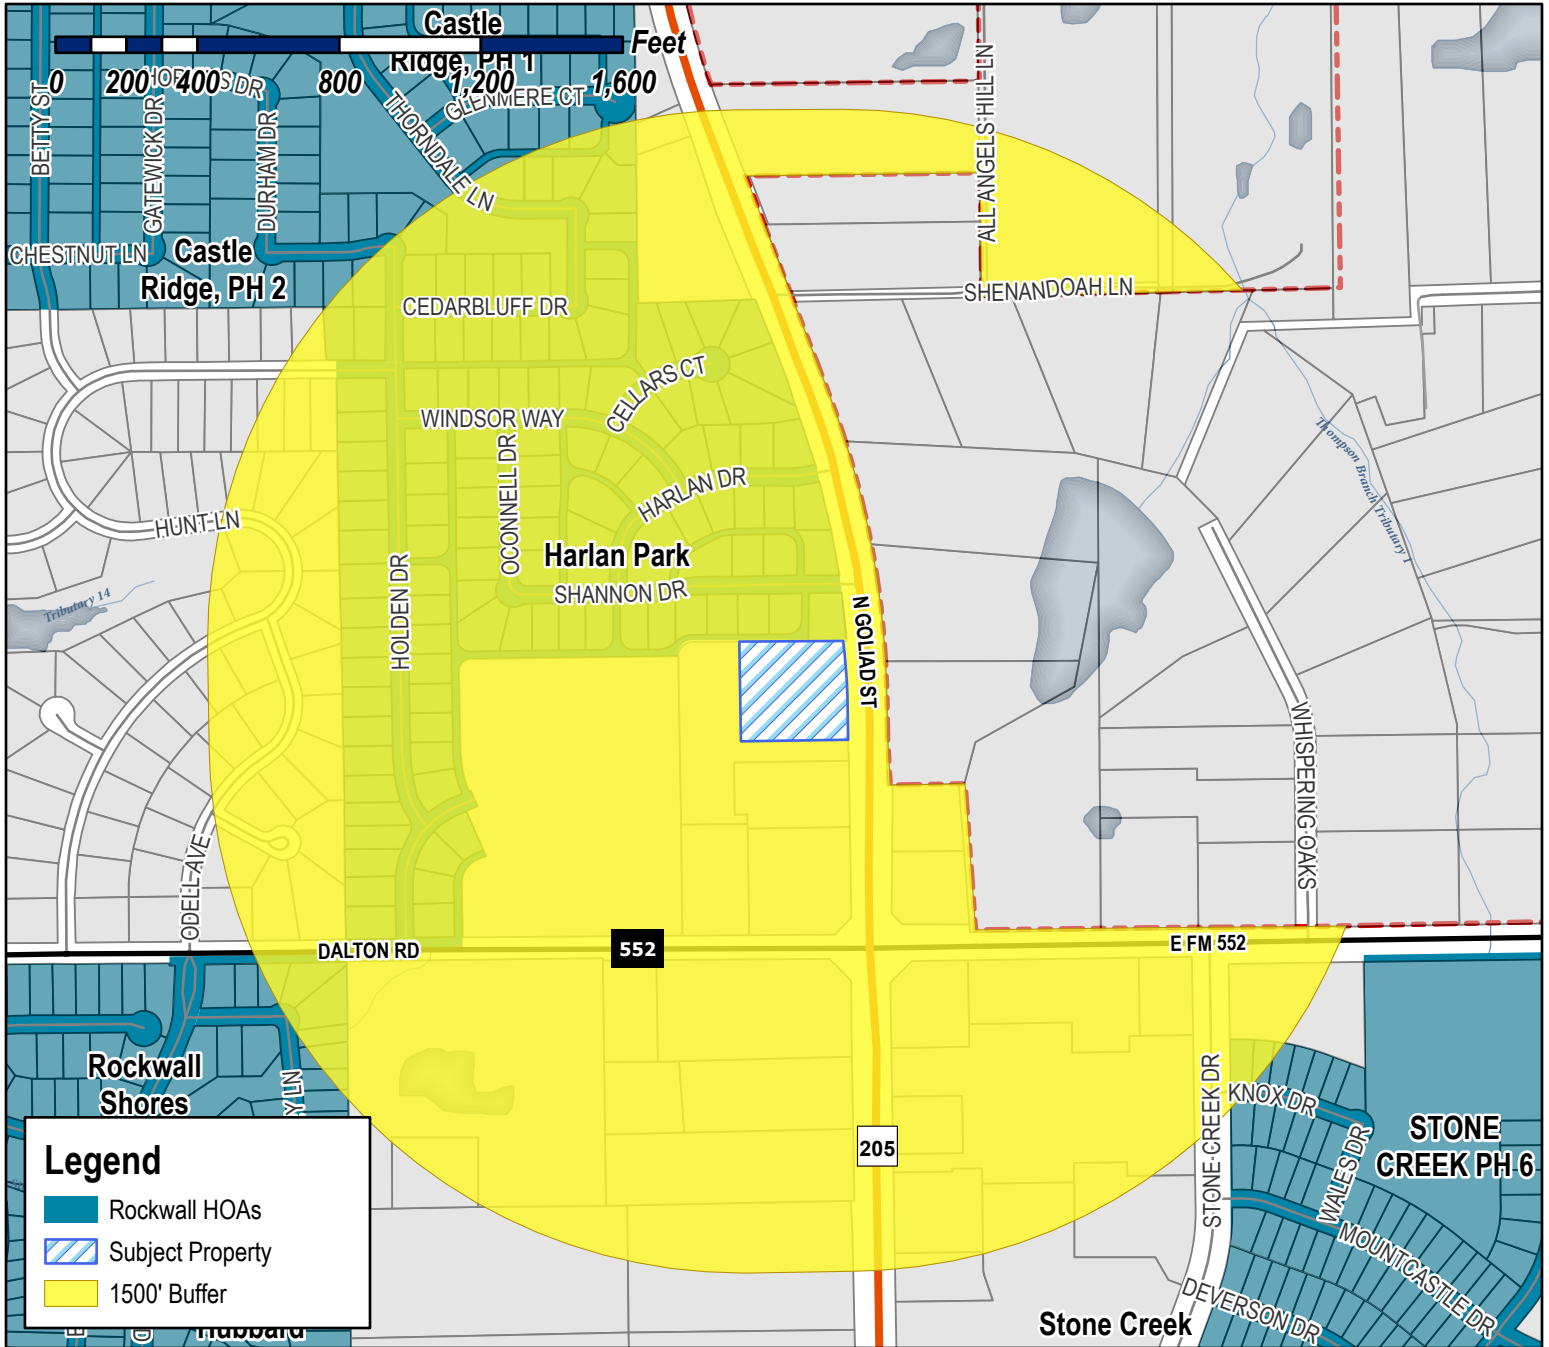 Castle
Ridge, PH 1
Feet
0 200 400 800 1,200 1,600
BETTY ST
GATEWICK DR
DURHAM DR
THORNDALE LN
GLENMERE CT
ALL ANGELS HILL LN
CHESTNUT LN
Castle
Ridge, PH 2
CEDARBLUFF DR
SHENANDOAH LN
CELLARS CT
WINDSOR WAY
OCONNELL DR
HARLAN DR
HUNT LN
Harlan Park
SHANNON DR
HOLDEN DR
N GOLIAD ST
Thompson Branch Tributary 1
Tributary 14
WHISPERING OAKS
ODELL AVE
DALTON RD
552
E FM 552
Rockwall
Shores
Y LN
STONE CREEK DR
KNOX DR
WALES DR
STONE
CREEK PH 6
205
MOUNTCASTLE DR
DEVERSON DR
Stone Creek
Hubbard
Legend
Rockwall HOAs
Subject Property
1500' Buffer